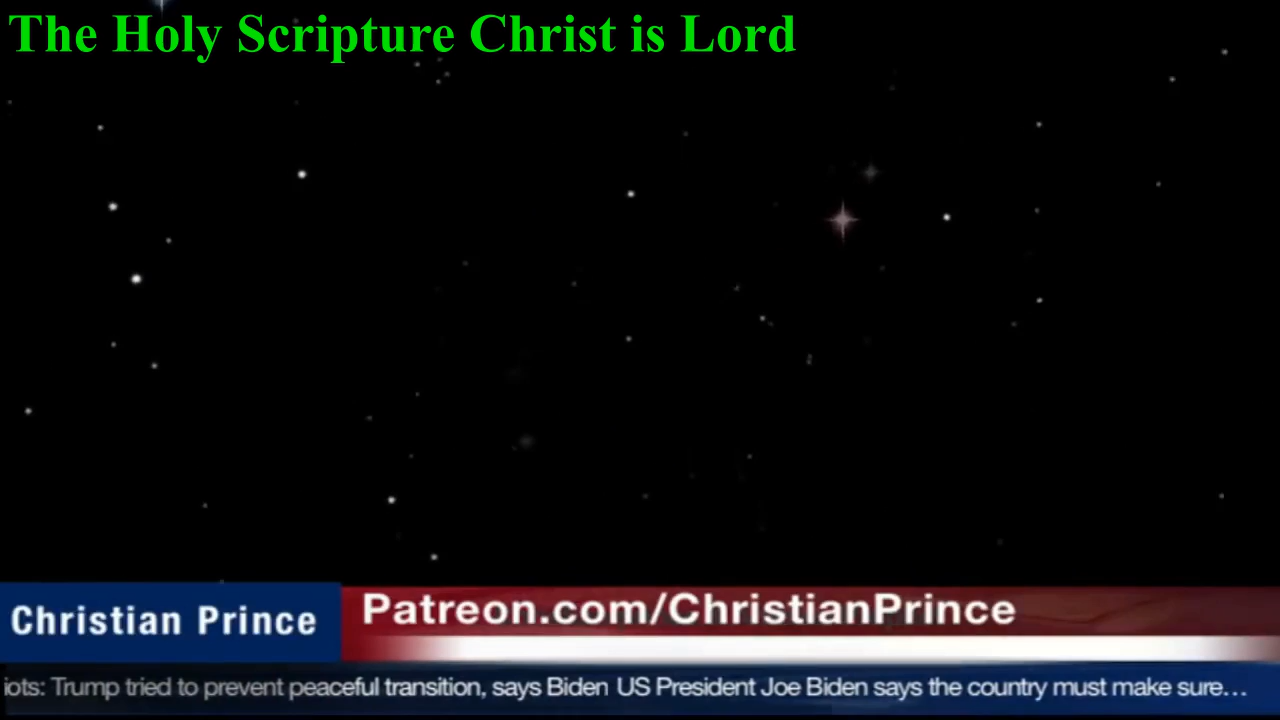 The Holy Scripture Christ is Lord
Christian Prince
Patreon.com/ChristianPrince
iots: Trump tried to prevent peaceful transition, says Biden US President Joe Biden says the country must make sure…